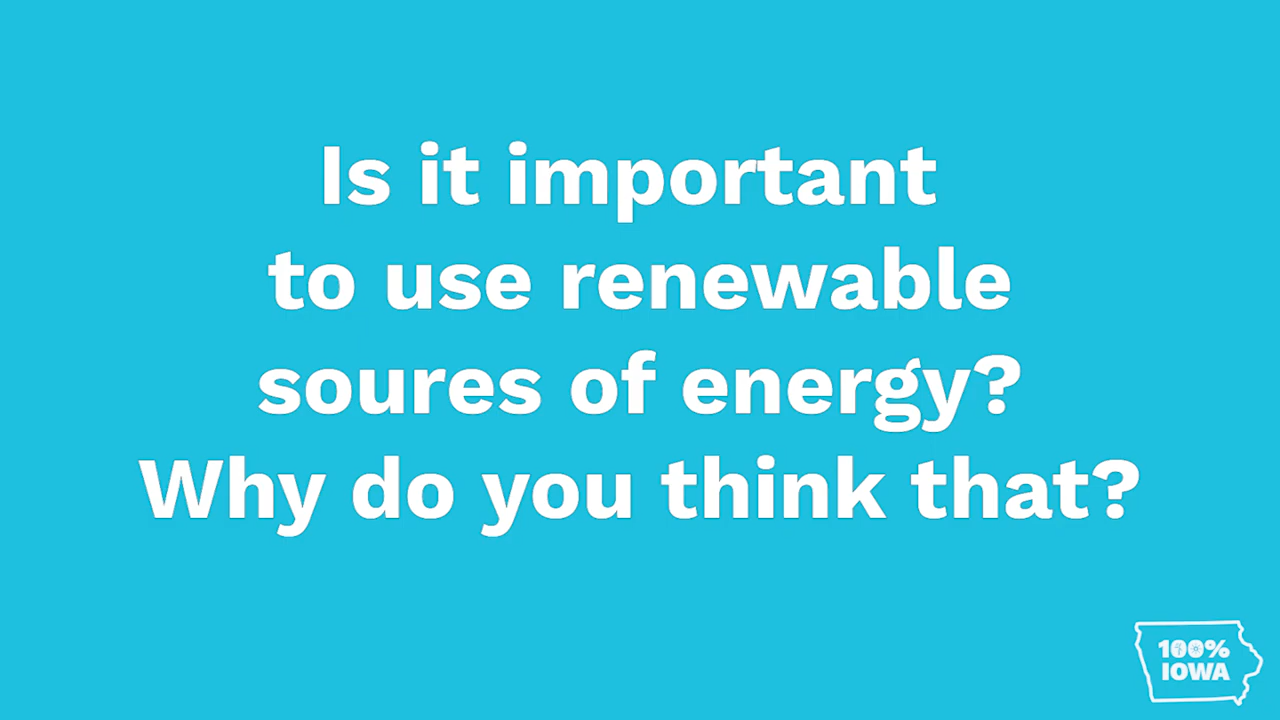 Is it important
to use renewable
soures of energy?
Why do you think that?
100%
IOWA